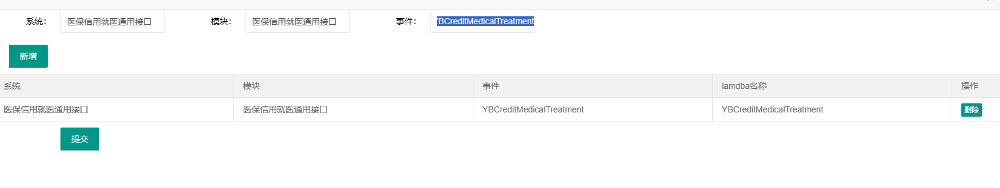 系统： 医保信用就医通用接口 模块： 医保信用就医通用接口 事件： YBCreditMedicalTreatment
新增
系统 模块 事件 lamdba名称 操作
医保信用就医通用接口 医保信用就医通用接口 YBCreditMedicalTreatment YBCreditMedicalTreatment 删除
提交